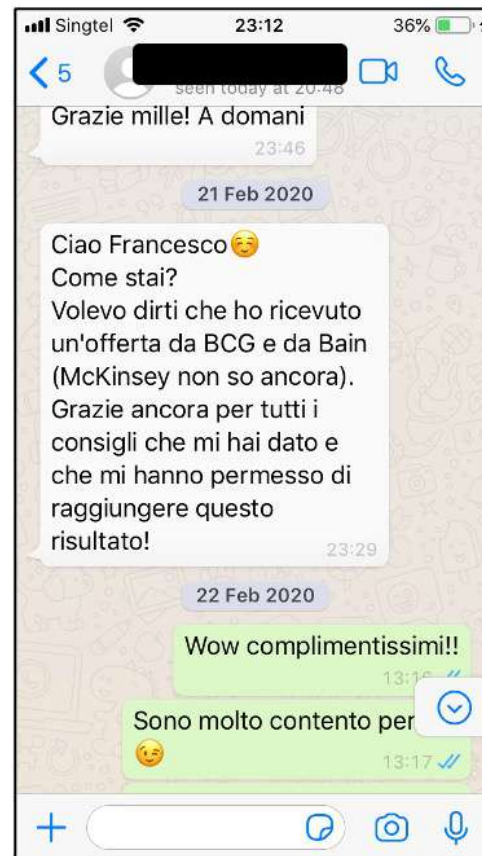 Singtel 23:12 36%
5
seen today at 20:48
Grazie mille! A domani
23:46
21 Feb 2020
Ciao Francesco☺️
Come stai?
Volevo dirti che ho ricevuto
un'offerta da BCG e da Bain
(McKinsey non so ancora).
Grazie ancora per tutti i
consigli che mi hai dato e
che mi hanno permesso di
raggiungere questo
risultato!
23:29
22 Feb 2020
Wow complimentissimi!!
Sono molto contento per
😉
13:17